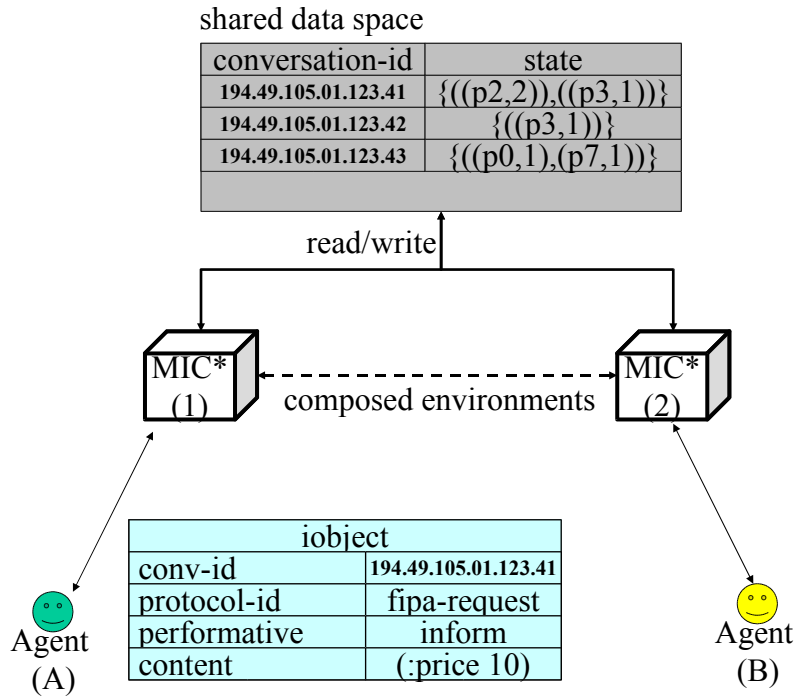 shared data space
conversation-id state
194.49.105.01.123.41 {((p2,2)),((p3,1))}
194.49.105.01.123.42 {((p3,1))}
194.49.105.01.123.43 {((p0,1),(p7,1))}
read/write
MIC* (1)
MIC* (2)
composed environments
iobject
conv-id 194.49.105.01.123.41
protocol-id fipa-request
performative inform
content (:price 10)
Agent
(A)
Agent
(B)